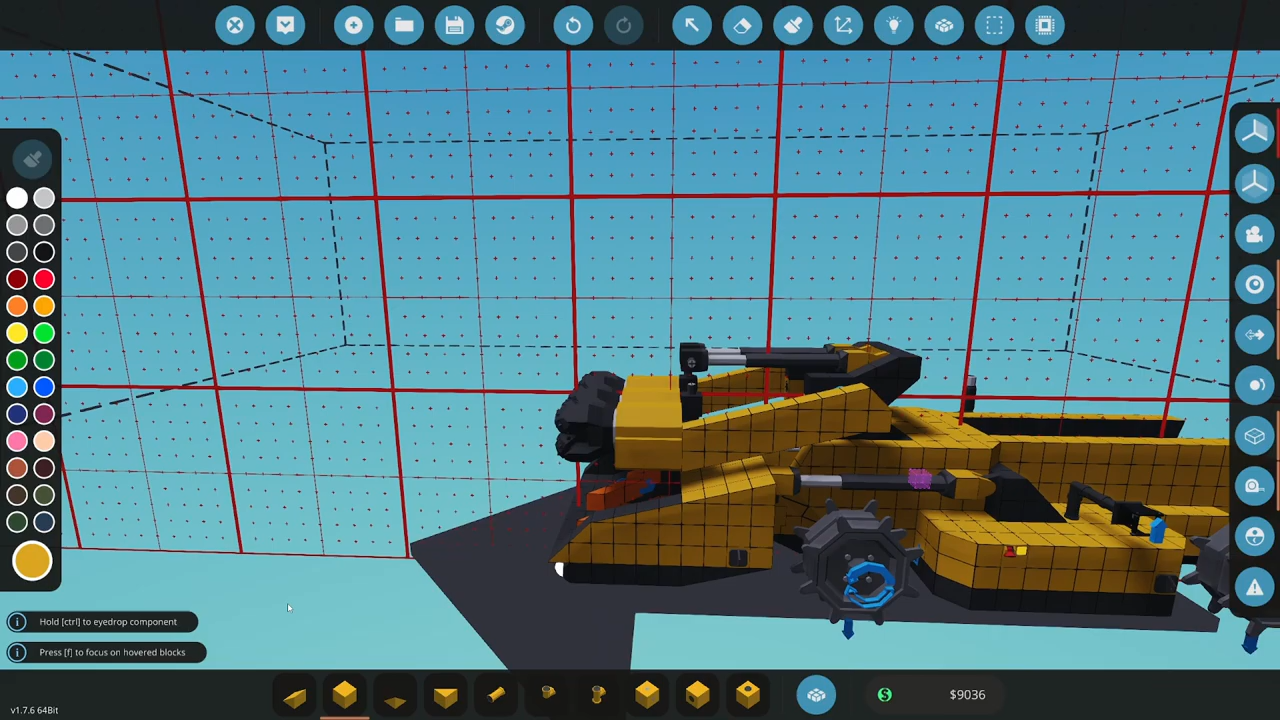 Hold [ctrl] to eyedrop component
Press [f] to focus on hovered blocks
$ $9036
v1.7.6 64Bit